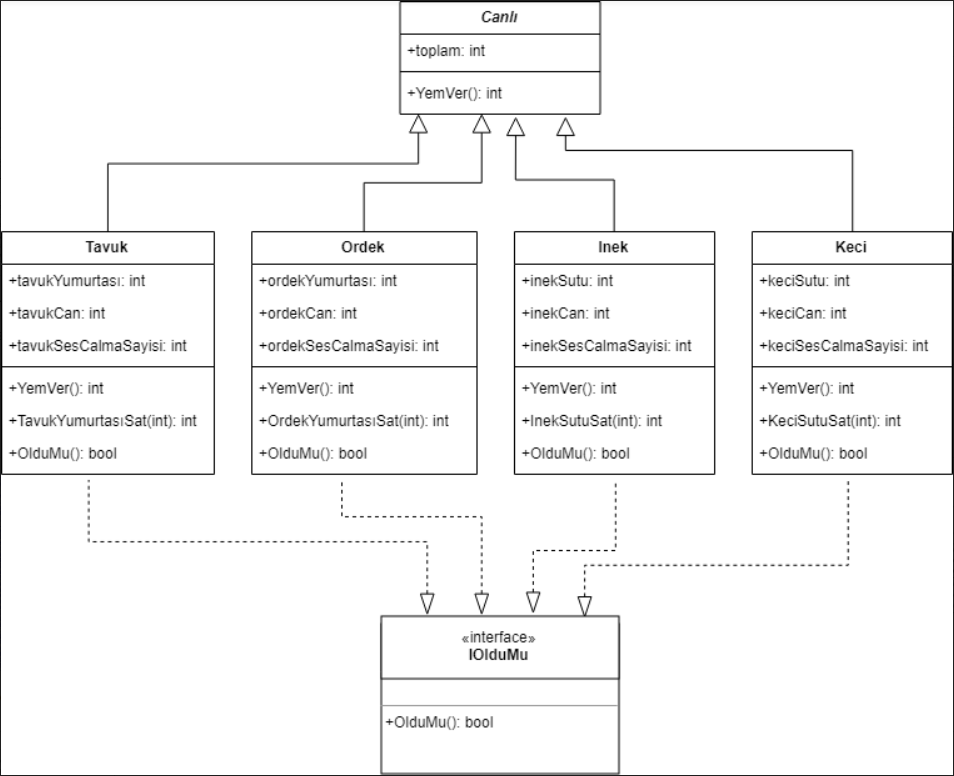 Canlı
+toplam: int
+YemVer(): int
Tavuk
+tavukYumurtası: int
+tavukCan: int
+tavukSesCalmaSayisi: int
+YemVer(): int
+TavukYumurtasıSat(int): int
+OlduMu(): bool
Ordek
+ordekYumurtası: int
+ordekCan: int
+ordekSesCalmaSayisi: int
+YemVer(): int
+OrdekYumurtasıSat(int): int
+OlduMu(): bool
Inek
+inekSutu: int
+inekCan: int
+inekSesCalmaSayisi: int
+YemVer(): int
+InekSutuSat(int): int
+OlduMu(): bool
Keci
+keciSutu: int
+keciCan: int
+keciSesCalmaSayisi: int
+YemVer(): int
+KeciSutuSat(int): int
+OlduMu(): bool
«interface»
IOlduMu
+OlduMu(): bool